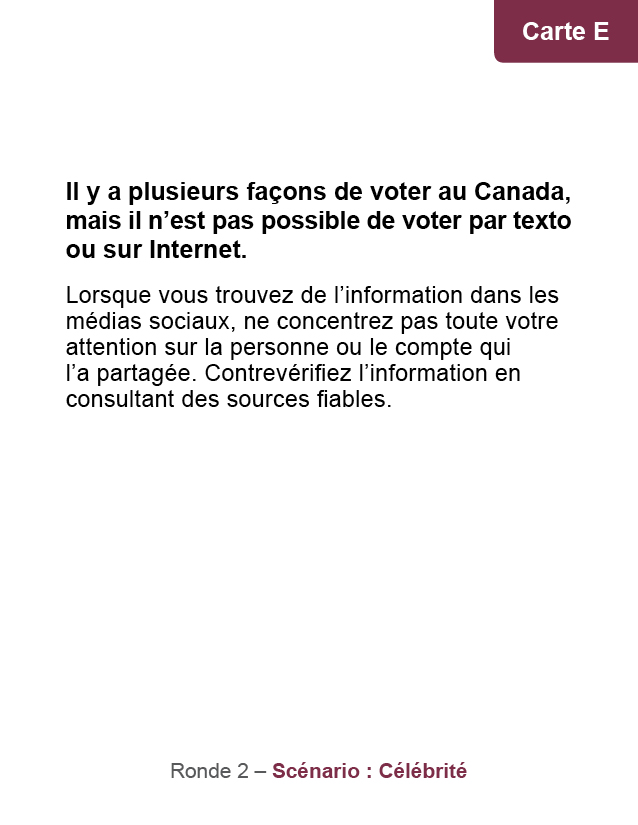 Carte E
Il y a plusieurs façons de voter au Canada,
mais il n’est pas possible de voter par texto
ou sur Internet.
Lorsque vous trouvez de l’information dans les
médias sociaux, ne concentrez pas toute votre
attention sur la personne ou le compte qui
l’a partagée. Contrevérifiez l’information en
consultant des sources fiables.
Ronde 2 – Scénario : Célébrité